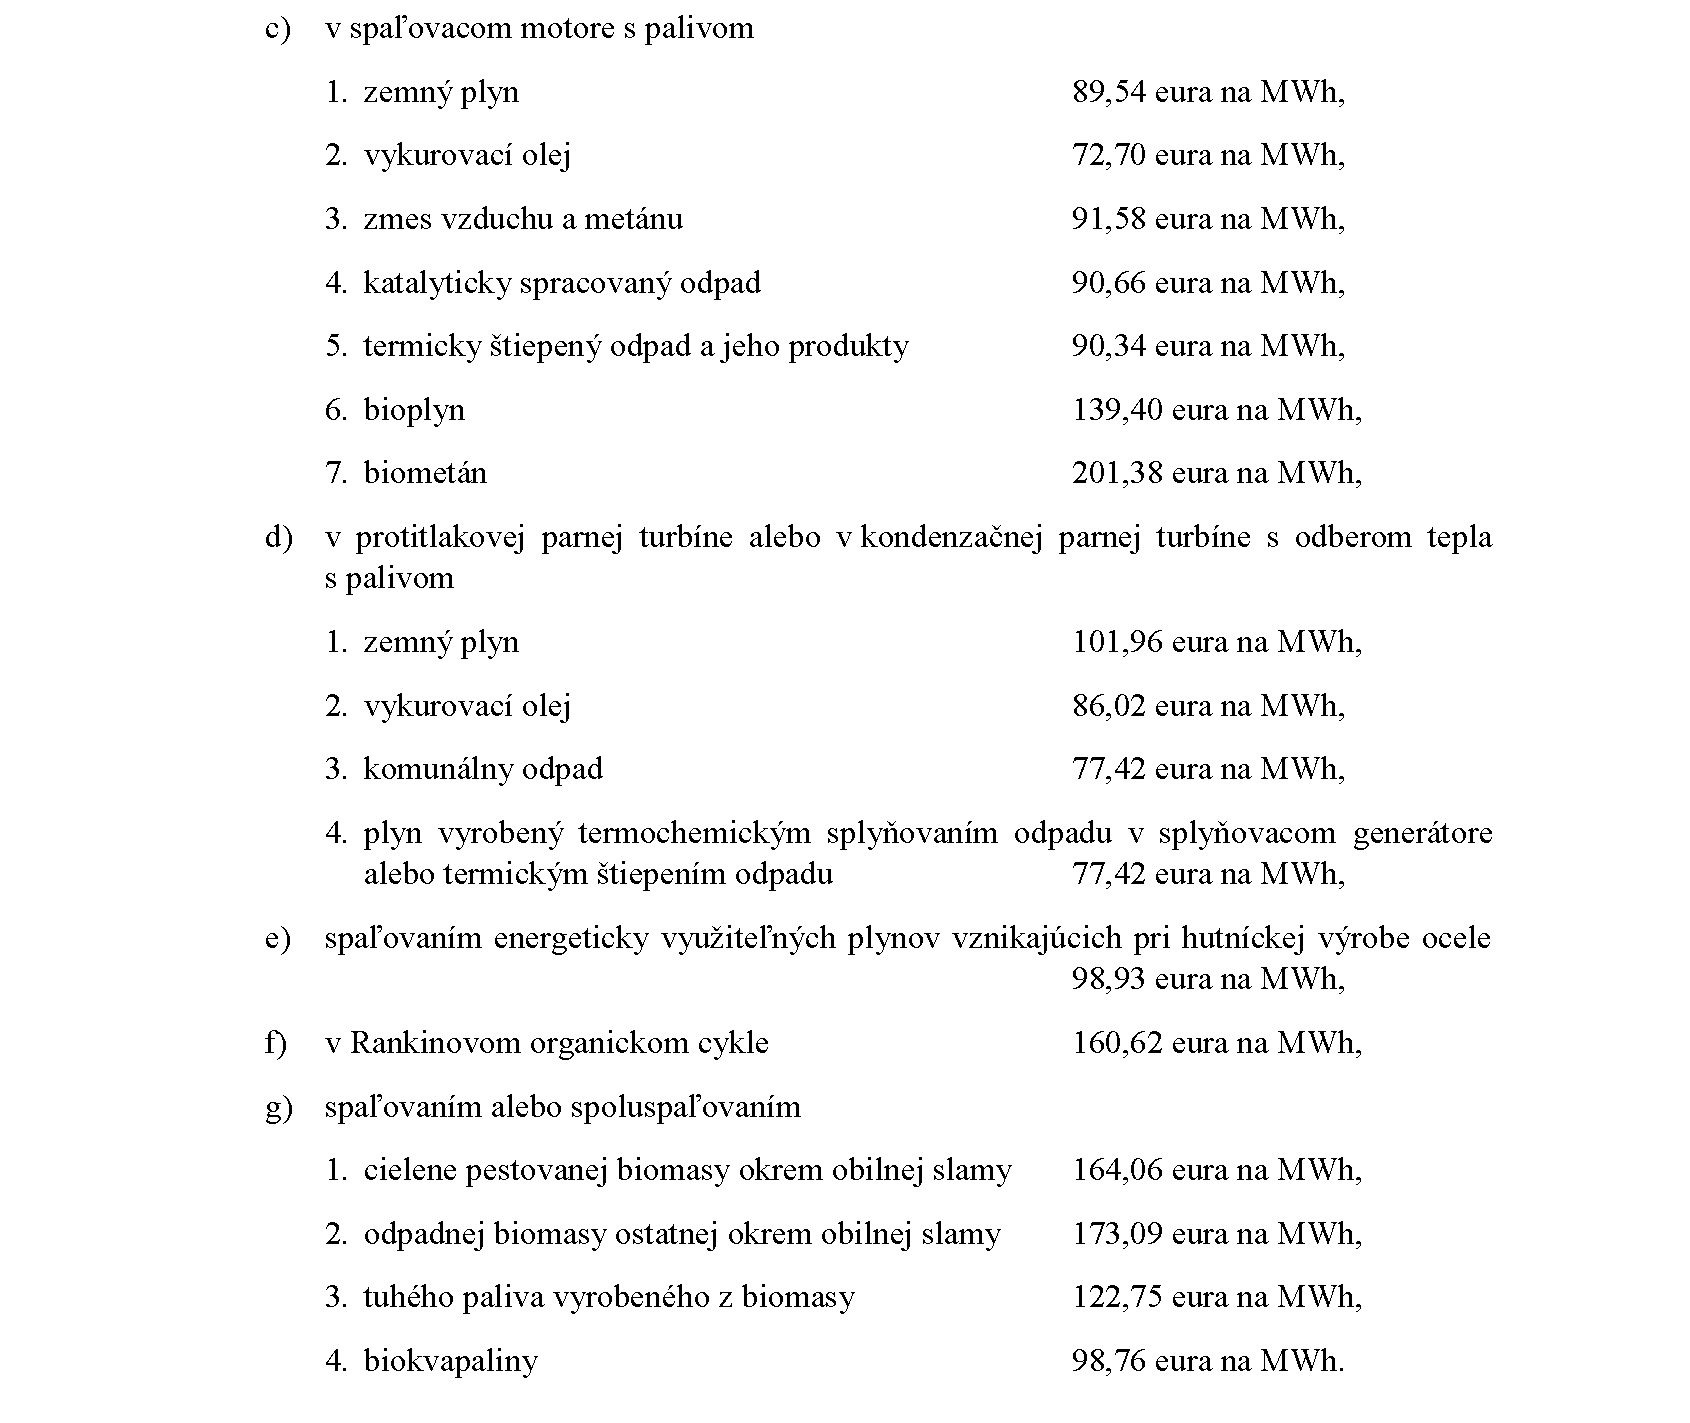 c) v spaľovacom motore s palivom
1. zemný plyn 89,54 eura na MWh,
2. vykurovací olej 72,70 eura na MWh,
3. zmes vzduchu a metánu 91,58 eura na MWh,
4. katalyticky spracovaný odpad 90,66 eura na MWh,
5. termicky štiepený odpad a jeho produkty 90,34 eura na MWh,
6. bioplyn 139,40 eura na MWh,
7. biometán 201,38 eura na MWh,
d) v protitlakovej parnej turbíne alebo v kondenzačnej parnej turbíne s odberom tepla
s palivom
1. zemný plyn 101,96 eura na MWh,
2. vykurovací olej 86,02 eura na MWh,
3. komunálny odpad 77,42 eura na MWh,
4. plyn vyrobený termochemickým splyňovaním odpadu v splyňovacom generátore
alebo termickým štiepením odpadu 77,42 eura na MWh,
e) spaľovaním energeticky využiteľných plynov vznikajúcich pri hutníckej výrobe ocele
98,93 eura na MWh,
f) v Rankinovom organickom cykle 160,62 eura na MWh,
g) spaľovaním alebo spoluspaľovaním
1. cielene pestovanej biomasy okrem obilnej slamy 164,06 eura na MWh,
2. odpadnej biomasy ostatnej okrem obilnej slamy 173,09 eura na MWh,
3. tuhého paliva vyrobeného z biomasy 122,75 eura na MWh,
4. biokvapaliny 98,76 eura na MWh.